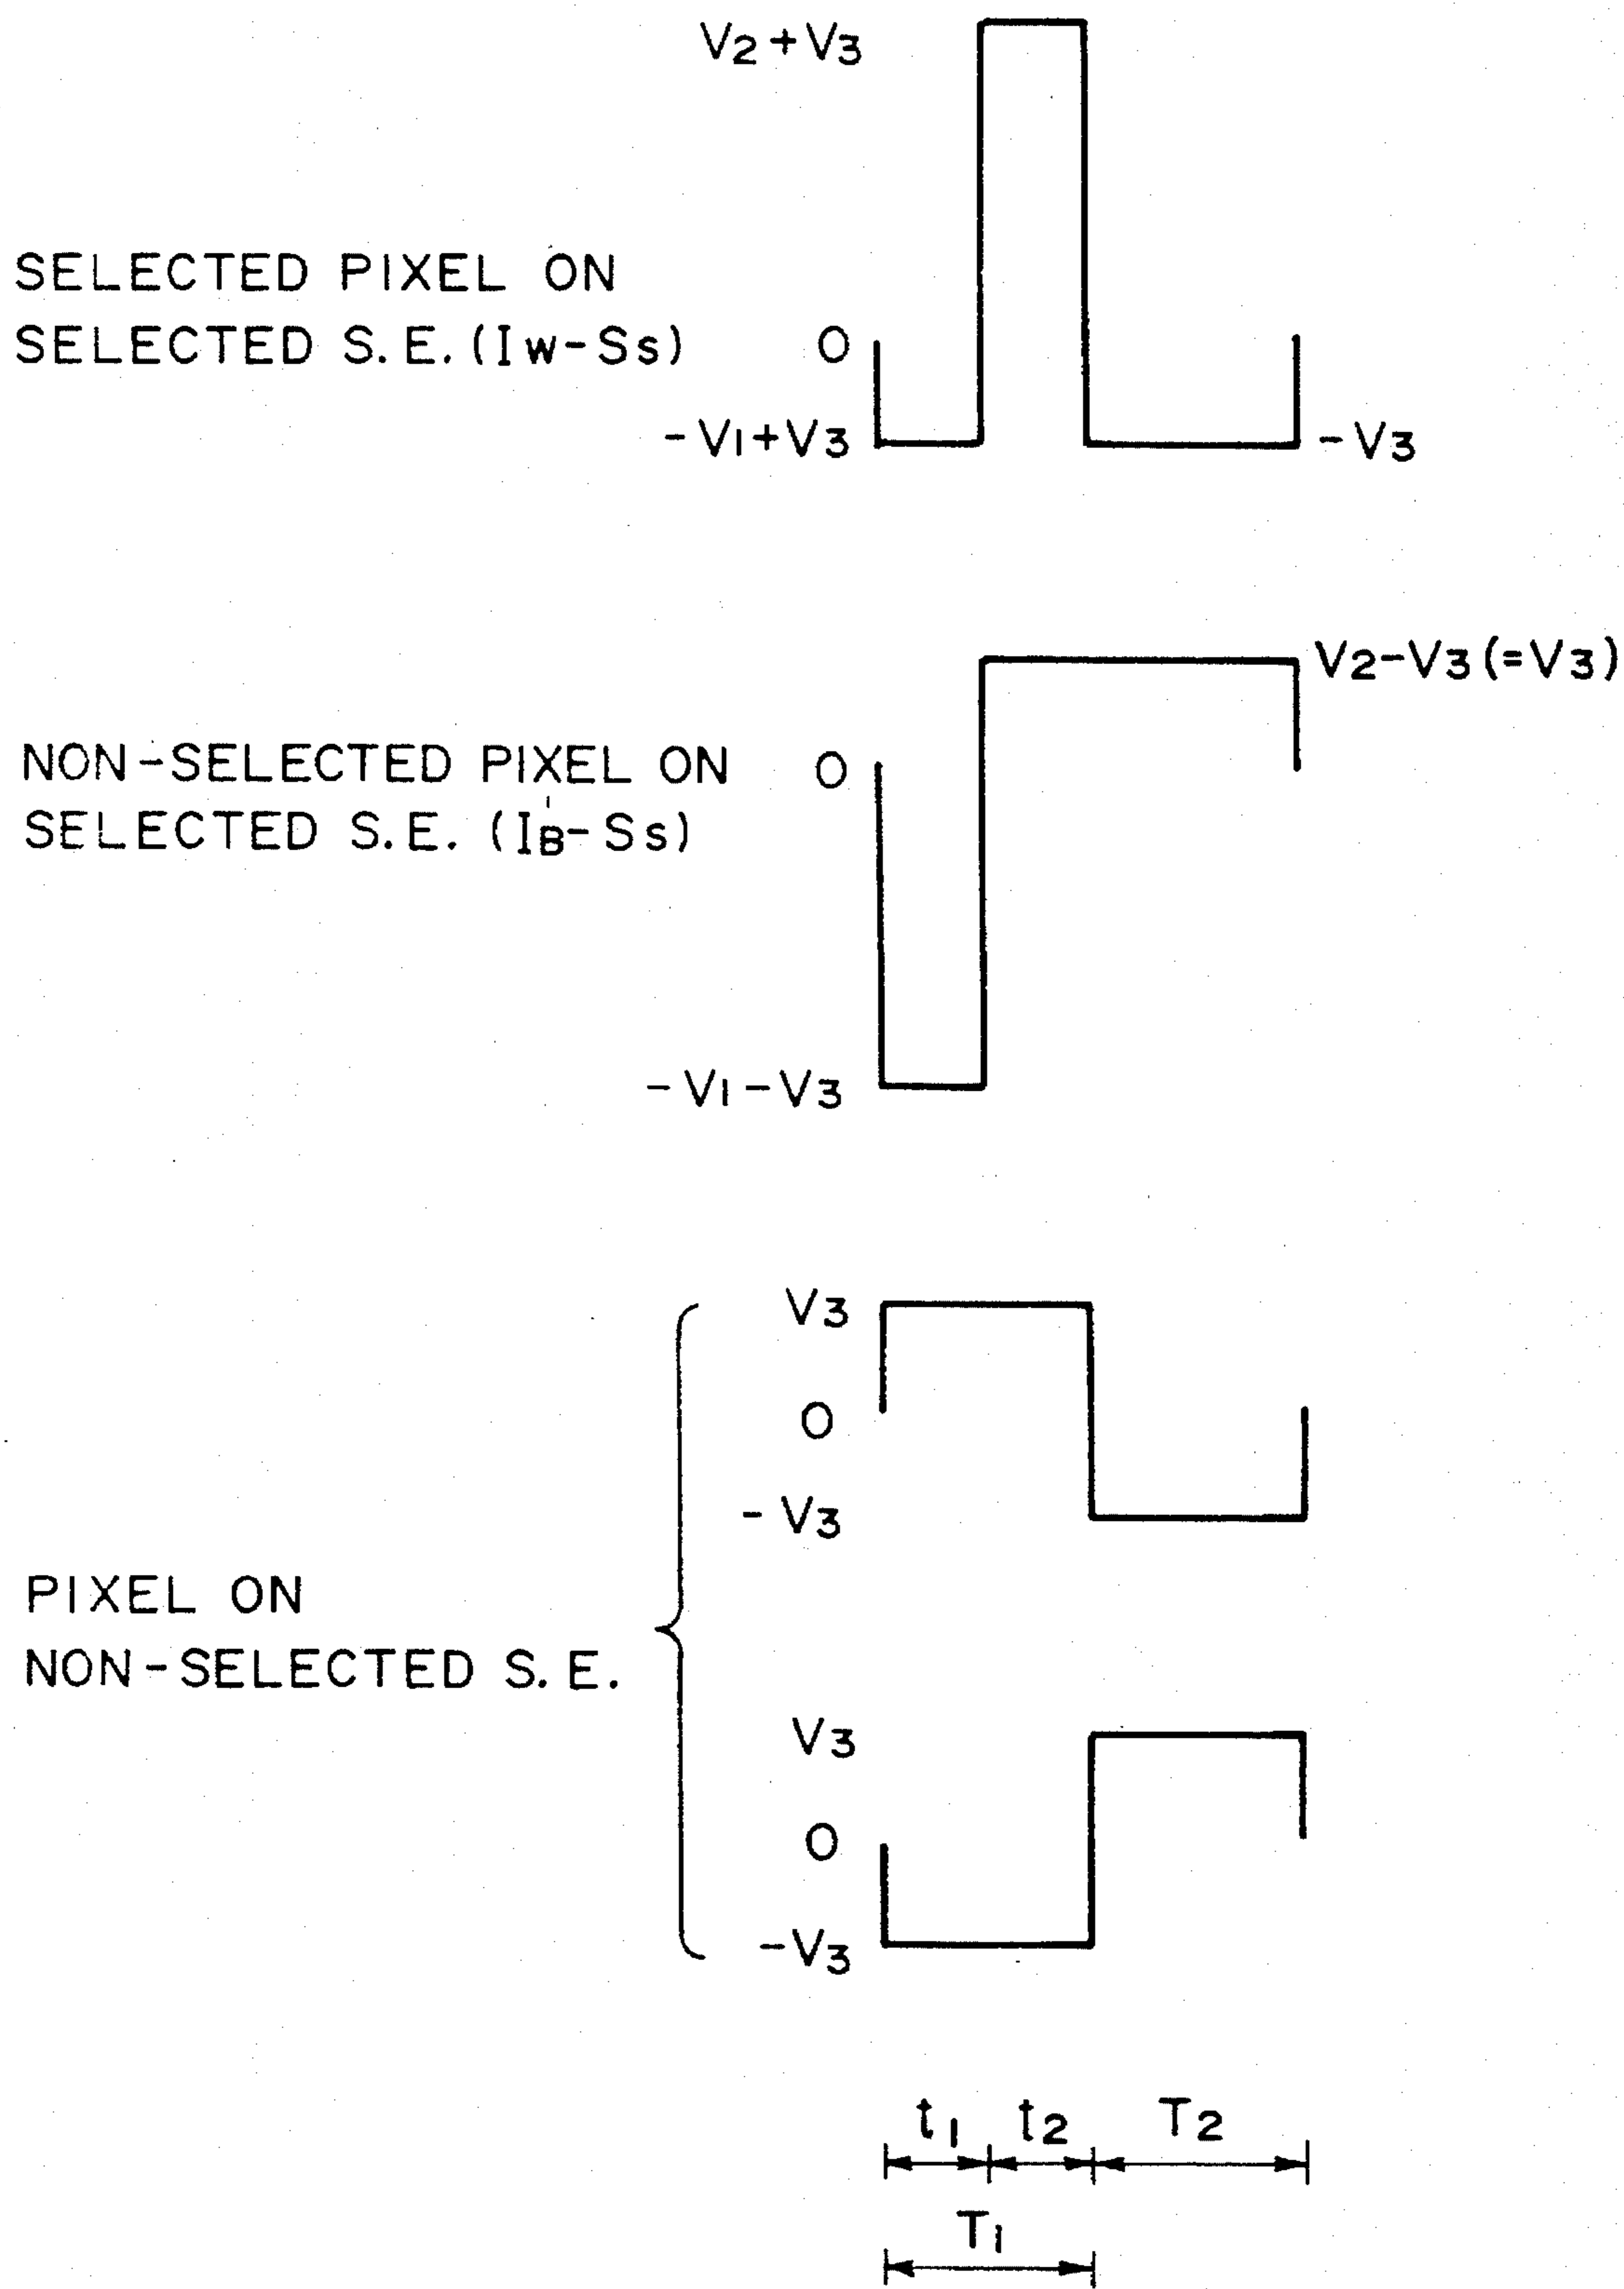 V2+V3
SELECTED PIXEL ON
SELECTED S.E.(Iw-Ss)
0
-V1+V3
-V3
V2-V3(=V3)
NON-SELECTED PIXEL ON
SELECTED S.E. (IB-Ss)
0
-V1-V3
V3
0
-V3
PIXEL ON
NON-SELECTED S.E.
V3
0
-V3
t1 t2 T2
T1